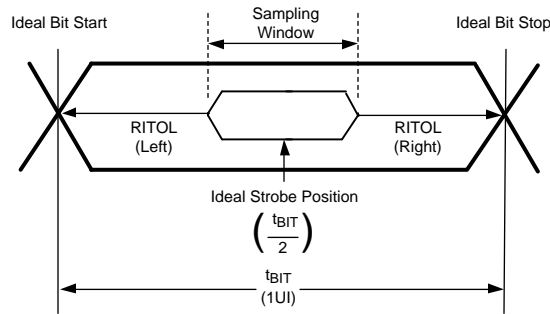 Ideal Bit Start
Sampling
Window
Ideal Bit Stop
RITOL
(Left)
RITOL
(Right)
Ideal Strobe Position
(tBIT
2)
tBIT
(1UI)